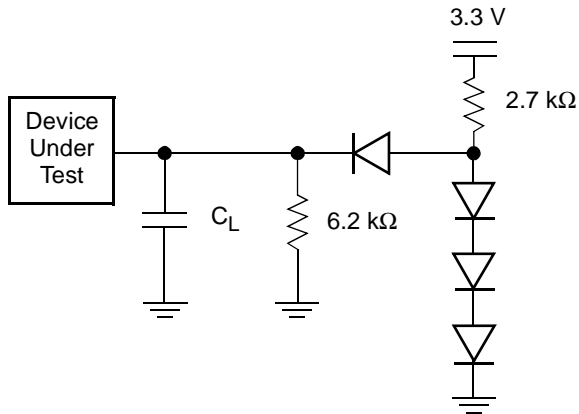 3.3 V
2.7 kΩ
Device
Under
Test
C_L
6.2 kΩ